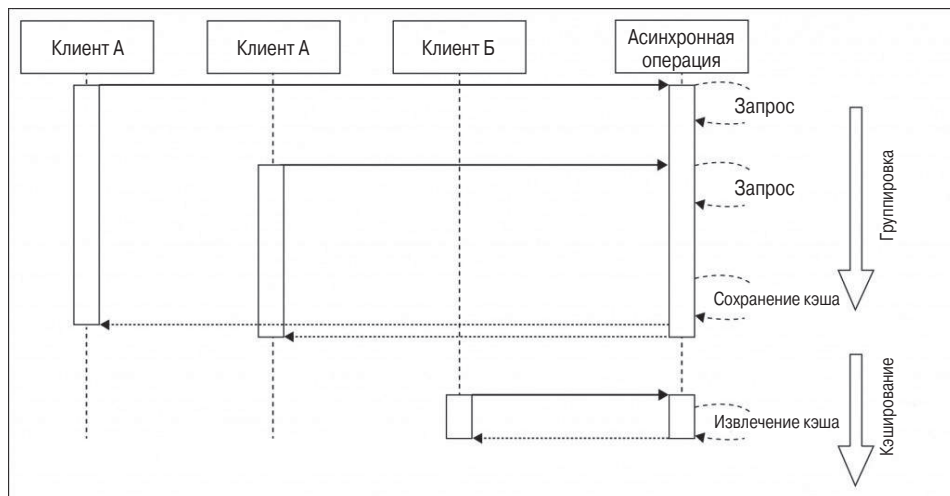 Клиент А
Клиент А
Клиент Б
Асинхронная
операция
Запрос
Запрос
Группировка
Сохранение кэша
Извлечение кэша
Кэширование